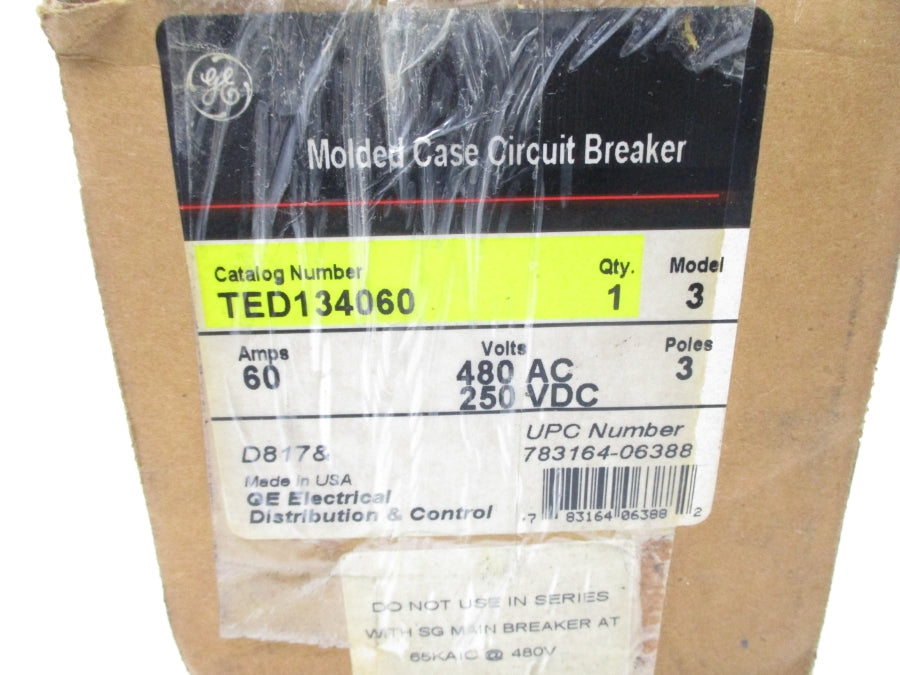 GE
Molded Case Circuit Breaker
Catalog Number Qty. Model
TED134060 1 3
Amps Volts Poles
60 480 AC 3
250 VDC
UPC Number
D817& 783164-06388
Made in USA
GE Electrical
Distribution & Control
7 83164 06388 2
DO NOT USE IN SERIES
WITH SG MAIN BREAKER AT
65KAIC @ 480V